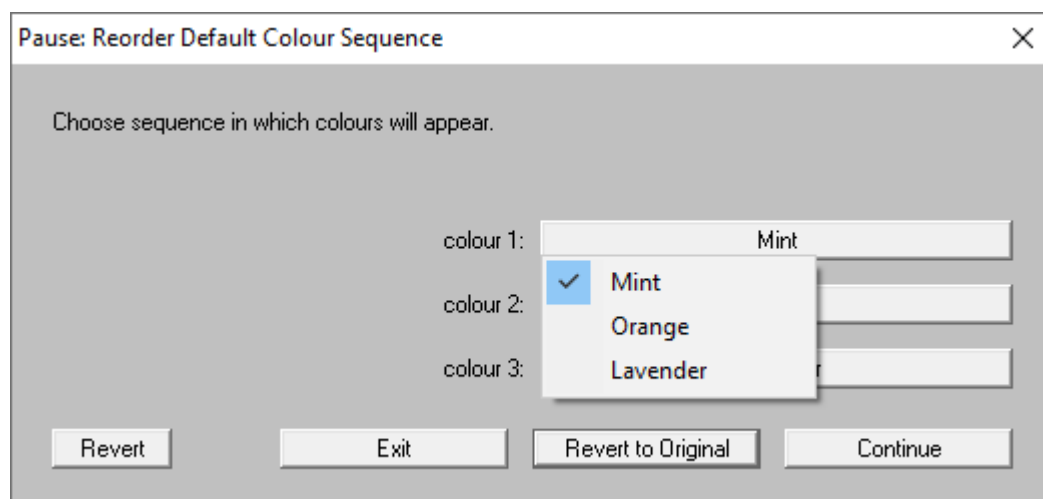 Pause: Reorder Default Colour Sequence
Choose sequence in which colours will appear.
colour 1: Mint
Mint
colour 2:
Orange
colour 3:
Lavender
Revert Exit Revert to Original Continue